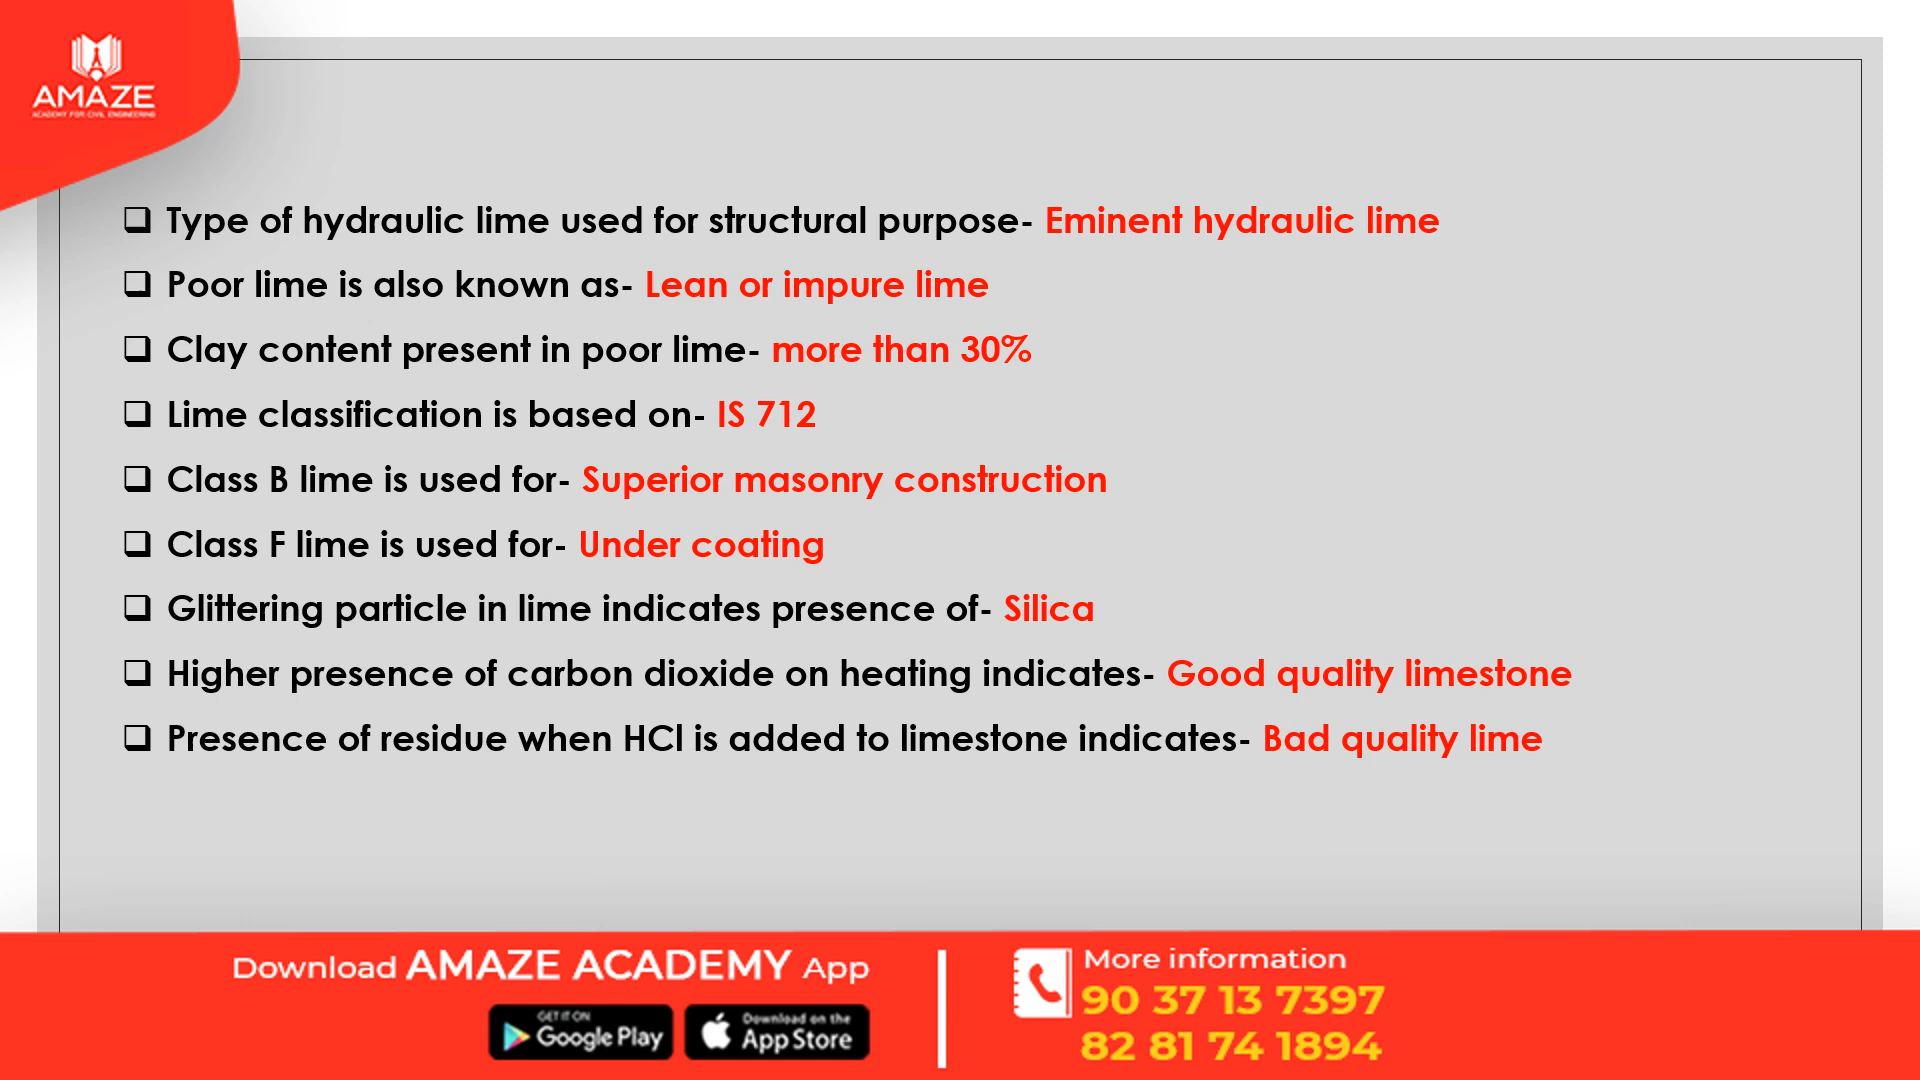 AMAZE
ACADEMY FOR CIVIL ENGINEERING
❑ Type of hydraulic lime used for structural purpose- Eminent hydraulic lime
❑ Poor lime is also known as- Lean or impure lime
❑ Clay content present in poor lime- more than 30%
❑ Lime classification is based on- IS 712
❑ Class B lime is used for- Superior masonry construction
❑ Class F lime is used for- Under coating
❑ Glittering particle in lime indicates presence of- Silica
❑ Higher presence of carbon dioxide on heating indicates- Good quality limestone
❑ Presence of residue when HCl is added to limestone indicates- Bad quality lime
Download AMAZE ACADEMY App
GET IT ON
Google Play
Download on the
App Store
More information
90 37 13 7397
82 81 74 1894